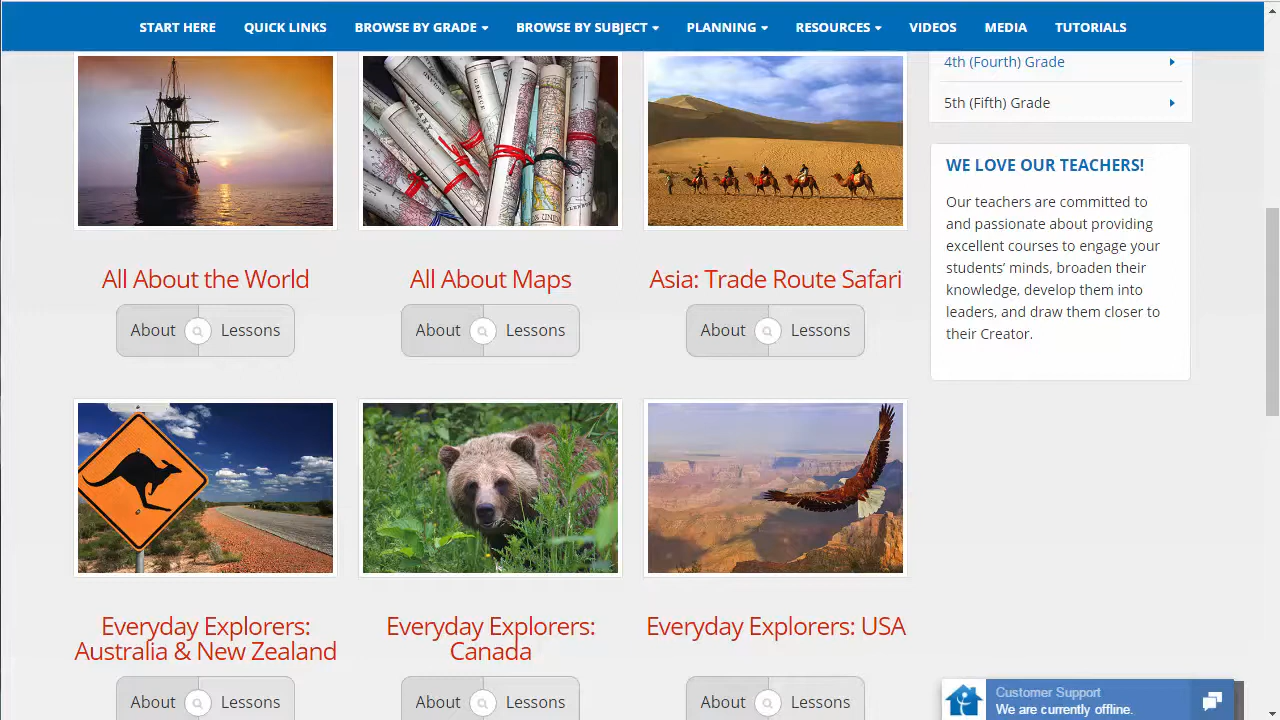 START HERE QUICK LINKS BROWSE BY GRADE BROWSE BY SUBJECT PLANNING RESOURCES VIDEOS MEDIA TUTORIALS
4th (Fourth) Grade
5th (Fifth) Grade
WE LOVE OUR TEACHERS!
Our teachers are committed to
and passionate about providing
excellent courses to engage your
students' minds, broaden their
knowledge, develop them into
leaders, and draw them closer to
their Creator.
All About the World
About Lessons
All About Maps
About Lessons
Asia: Trade Route Safari
About Lessons
Everyday Explorers:
Australia & New Zealand
About Lessons
Everyday Explorers:
Canada
About Lessons
Everyday Explorers: USA
About Lessons
Customer Support
We are currently offline.